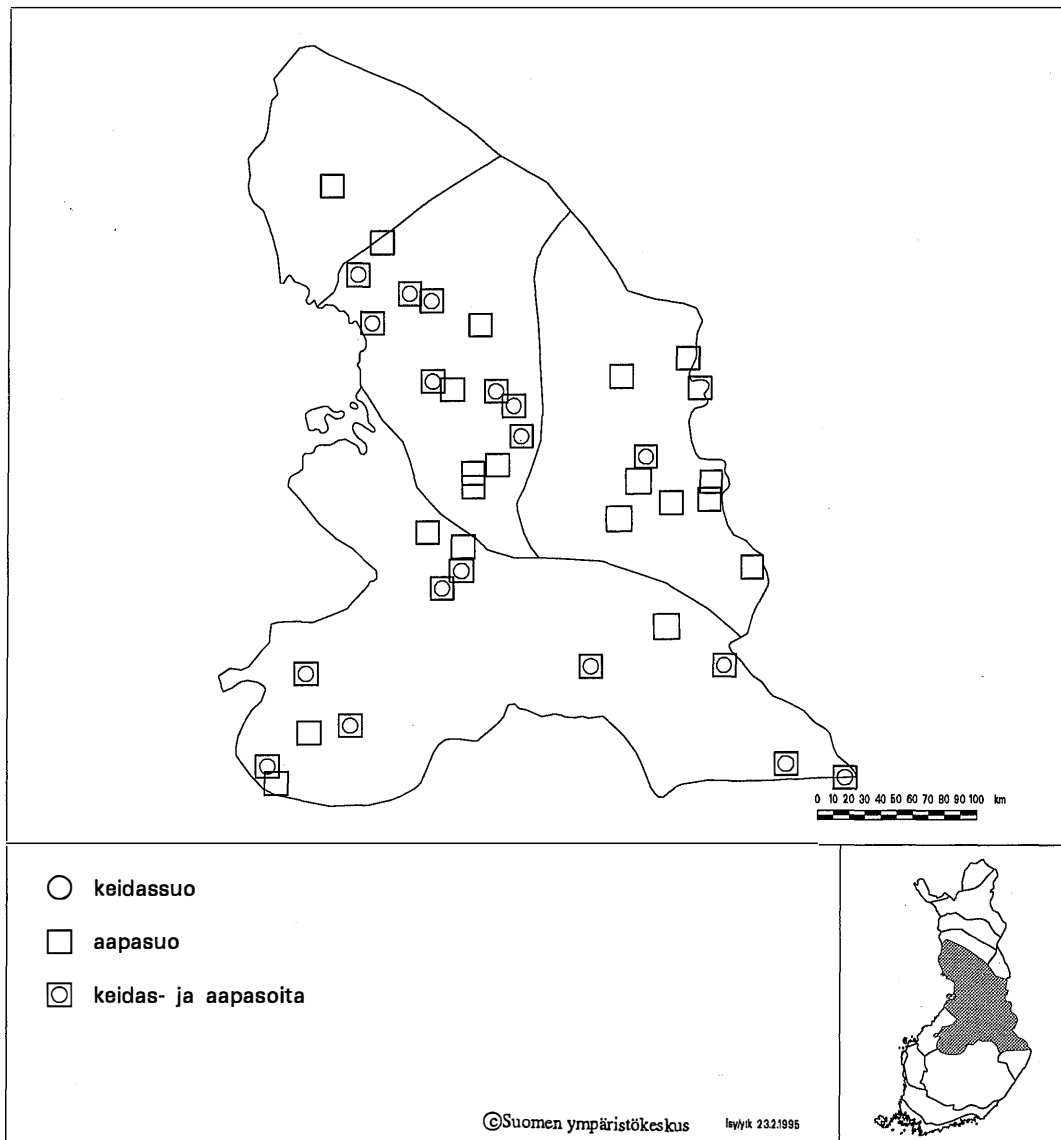 0 10 20 30 40 50 60 70 80 90 100 km
keidassuo
aapasuo
keidas- ja aapasoita
©Suomen ympäristökeskus
lsy/ytk 23.2.1995